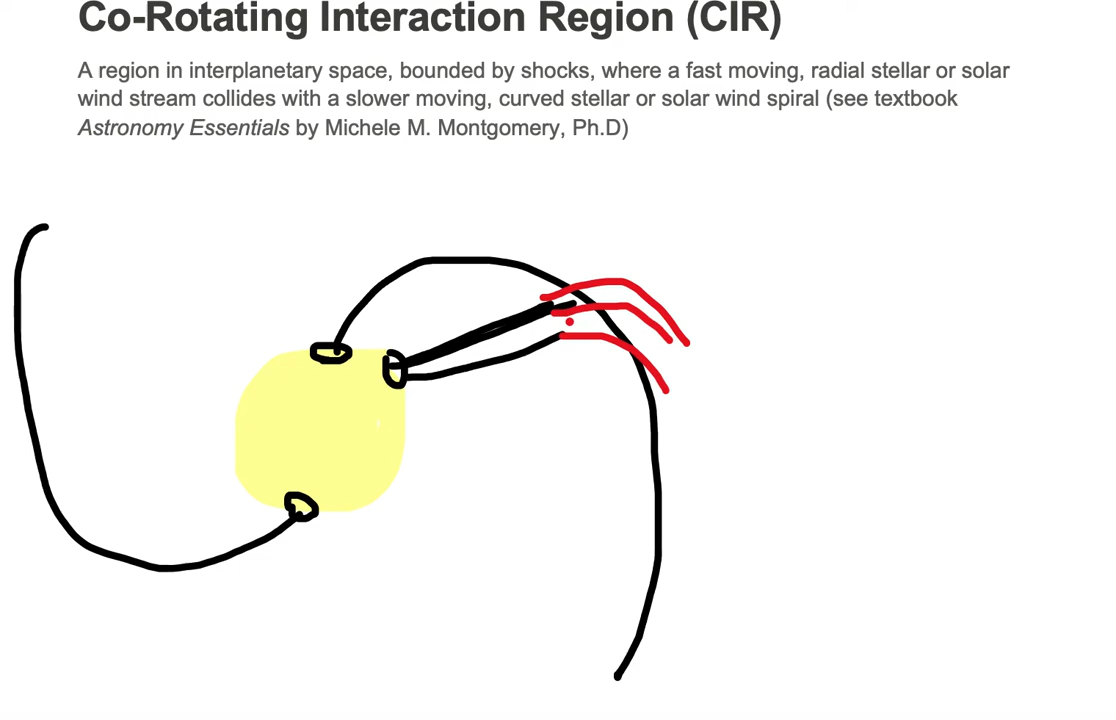 Co-Rotating Interaction Region (CIR)
A region in interplanetary space, bounded by shocks, where a fast moving, radial stellar or solar
wind stream collides with a slower moving, curved stellar or solar wind spiral (see textbook
Astronomy Essentials by Michele M. Montgomery, Ph.D)